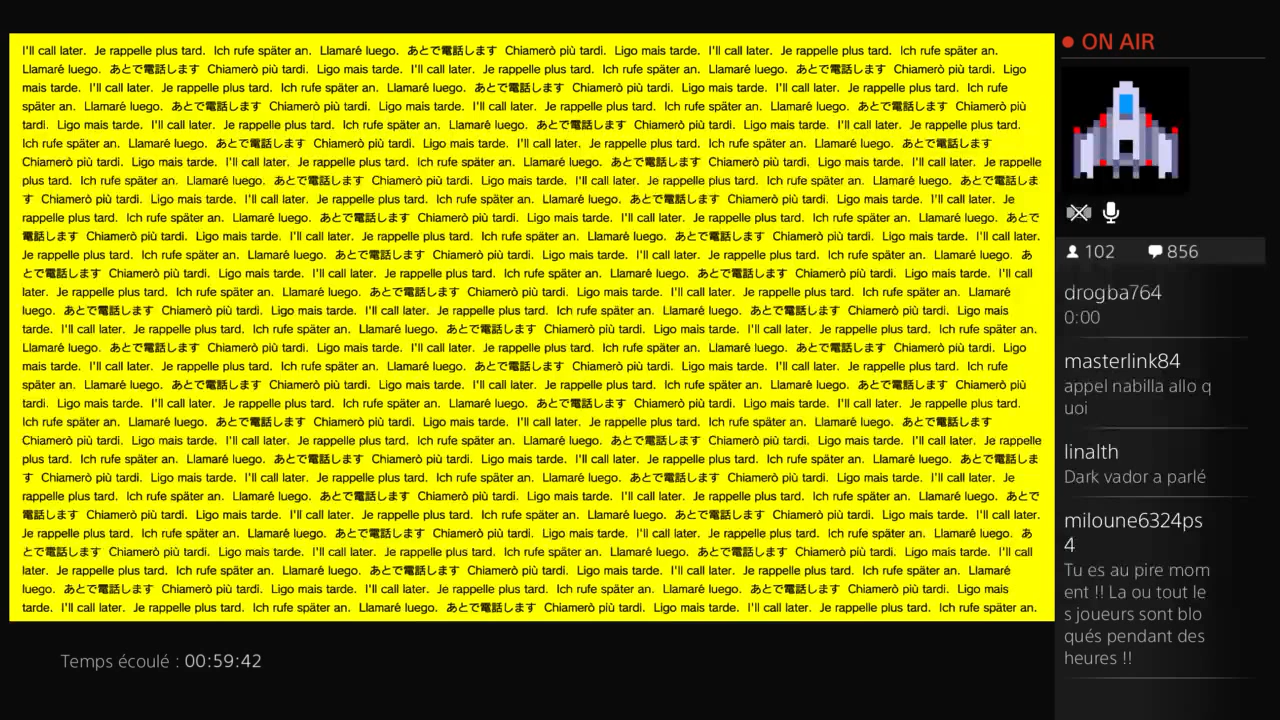 I'll call later. Je rappelle plus tard. Ich rufe später an. Llamaré luego. あとで電話します Chiamerò più tardi. Ligo mais tarde. I'll call later. Je rappelle plus tard. Ich rufe später an.
Llamaré luego. あとで電話します Chiamerò più tardi. Ligo mais tarde. I'll call later. Je rappelle plus tard. Ich rufe später an. Llamaré luego. あとで電話します Chiamerò più tardi. Ligo
mais tarde. I'll call later. Je rappelle plus tard. Ich rufe später an. Llamaré luego. あとで電話します Chiamerò più tardi. Ligo mais tarde. I'll call later. Je rappelle plus tard. Ich rufe
später an. Llamaré luego. あとで電話します Chiamerò più tardi. Ligo mais tarde. I'll call later. Je rappelle plus tard. Ich rufe später an. Llamaré luego. あとで電話します Chiamerò più
tardi. Ligo mais tarde. I'll call later. Je rappelle plus tard. Ich rufe später an. Llamaré luego. あとで電話します Chiamerò più tardi. Ligo mais tarde. I'll call later. Je rappelle plus tard.
Ich rufe später an. Llamaré luego. あとで電話します Chiamerò più tardi. Ligo mais tarde. I'll call later. Je rappelle plus tard. Ich rufe später an. Llamaré luego. あとで電話します
Chiamerò più tardi. Ligo mais tarde. I'll call later. Je rappelle plus tard. Ich rufe später an. Llamaré luego. あとで電話します Chiamerò più tardi. Ligo mais tarde. I'll call later. Je rappelle
plus tard. Ich rufe später an. Llamaré luego. あとで電話します Chiamerò più tardi. Ligo mais tarde. I'll call later. Je rappelle plus tard. Ich rufe später an. Llamaré luego. あとで電話しま
す Chiamerò più tardi. Ligo mais tarde. I'll call later. Je rappelle plus tard. Ich rufe später an. Llamaré luego. あとで電話します Chiamerò più tardi. Ligo mais tarde. I'll call later. Je
rappelle plus tard. Ich rufe später an. Llamaré luego. あとで電話します Chiamerò più tardi. Ligo mais tarde. I'll call later. Je rappelle plus tard. Ich rufe später an. Llamaré luego. あとで
電話します Chiamerò più tardi. Ligo mais tarde. I'll call later. Je rappelle plus tard. Ich rufe später an. Llamaré luego. あとで電話します Chiamerò più tardi. Ligo mais tarde. I'll call later.
Je rappelle plus tard. Ich rufe später an. Llamaré luego. あとで電話します Chiamerò più tardi. Ligo mais tarde. I'll call later. Je rappelle plus tard. Ich rufe später an. Llamaré luego. あ
とで電話します Chiamerò più tardi. Ligo mais tarde. I'll call later. Je rappelle plus tard. Ich rufe später an. Llamaré luego. あとで電話します Chiamerò più tardi. Ligo mais tarde. I'll call
later. Je rappelle plus tard. Ich rufe später an. Llamaré luego. あとで電話します Chiamerò più tardi. Ligo mais tarde. I'll call later. Je rappelle plus tard. Ich rufe später an. Llamaré
luego. あとで電話します Chiamerò più tardi. Ligo mais tarde. I'll call later. Je rappelle plus tard. Ich rufe später an. Llamaré luego. あとで電話します Chiamerò più tardi. Ligo mais
tarde. I'll call later. Je rappelle plus tard. Ich rufe später an. Llamaré luego. あとで電話します Chiamerò più tardi. Ligo mais tarde. I'll call later. Je rappelle plus tard. Ich rufe später an.
Llamaré luego. あとで電話します Chiamerò più tardi. Ligo mais tarde. I'll call later. Je rappelle plus tard. Ich rufe später an. Llamaré luego. あとで電話します Chiamerò più tardi. Ligo
mais tarde. I'll call later. Je rappelle plus tard. Ich rufe später an. Llamaré luego. あとで電話します Chiamerò più tardi. Ligo mais tarde. I'll call later. Je rappelle plus tard. Ich rufe
später an. Llamaré luego. あとで電話します Chiamerò più tardi. Ligo mais tarde. I'll call later. Je rappelle plus tard. Ich rufe später an. Llamaré luego. あとで電話します Chiamerò più
tardi. Ligo mais tarde. I'll call later. Je rappelle plus tard. Ich rufe später an. Llamaré luego. あとで電話します Chiamerò più tardi. Ligo mais tarde. I'll call later. Je rappelle plus tard.
Ich rufe später an. Llamaré luego. あとで電話します Chiamerò più tardi. Ligo mais tarde. I'll call later. Je rappelle plus tard. Ich rufe später an. Llamaré luego. あとで電話します
Chiamerò più tardi. Ligo mais tarde. I'll call later. Je rappelle plus tard. Ich rufe später an. Llamaré luego. あとで電話します Chiamerò più tardi. Ligo mais tarde. I'll call later. Je rappelle
plus tard. Ich rufe später an. Llamaré luego. あとで電話します Chiamerò più tardi. Ligo mais tarde. I'll call later. Je rappelle plus tard. Ich rufe später an. Llamaré luego. あとで電話しま
す Chiamerò più tardi. Ligo mais tarde. I'll call later. Je rappelle plus tard. Ich rufe später an. Llamaré luego. あとで電話します Chiamerò più tardi. Ligo mais tarde. I'll call later. Je
rappelle plus tard. Ich rufe später an. Llamaré luego. あとで電話します Chiamerò più tardi. Ligo mais tarde. I'll call later. Je rappelle plus tard. Ich rufe später an. Llamaré luego. あとで
電話します Chiamerò più tardi. Ligo mais tarde. I'll call later. Je rappelle plus tard. Ich rufe später an. Llamaré luego. あとで電話します Chiamerò più tardi. Ligo mais tarde. I'll call later.
Je rappelle plus tard. Ich rufe später an. Llamaré luego. あとで電話します Chiamerò più tardi. Ligo mais tarde. I'll call later. Je rappelle plus tard. Ich rufe später an. Llamaré luego. あ
とで電話します Chiamerò più tardi. Ligo mais tarde. I'll call later. Je rappelle plus tard. Ich rufe später an. Llamaré luego. あとで電話します Chiamerò più tardi. Ligo mais tarde. I'll call
later. Je rappelle plus tard. Ich rufe später an. Llamaré luego. あとで電話します Chiamerò più tardi. Ligo mais tarde. I'll call later. Je rappelle plus tard. Ich rufe später an. Llamaré
luego. あとで電話します Chiamerò più tardi. Ligo mais tarde. I'll call later. Je rappelle plus tard. Ich rufe später an. Llamaré luego. あとで電話します Chiamerò più tardi. Ligo mais
tarde. I'll call later. Je rappelle plus tard. Ich rufe später an. Llamaré luego. あとで電話します Chiamerò più tardi. Ligo mais tarde. I'll call later. Je rappelle plus tard. Ich rufe später an.
Temps écoulé : 00:59:42
ON AIR
102 856
drogba764
0:00
masterlink84
appel nabilla allo q
uoi
linalth
Dark vador a parlé
miloune6324ps
4
Tu es au pire mom
ent !! La ou tout le
s joueurs sont blo
qués pendant des
heures !!